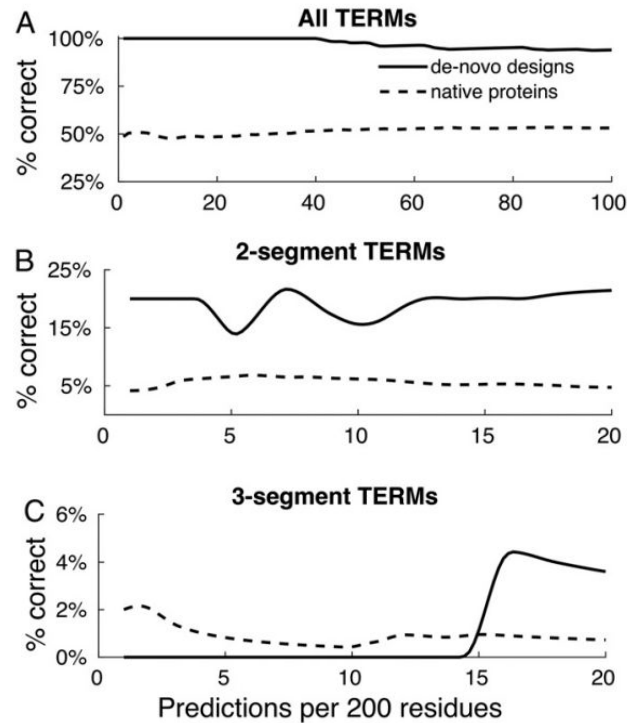 A
All TERMs
100%
75%
50%
25%
% correct
de-novo designs
native proteins
0 20 40 60 80 100
B
2-segment TERMs
25%
15%
5%
% correct
5 10 15 20
C
3-segment TERMs
6%
4%
2%
0%
% correct
0 5 10 15 20
Predictions per 200 residues